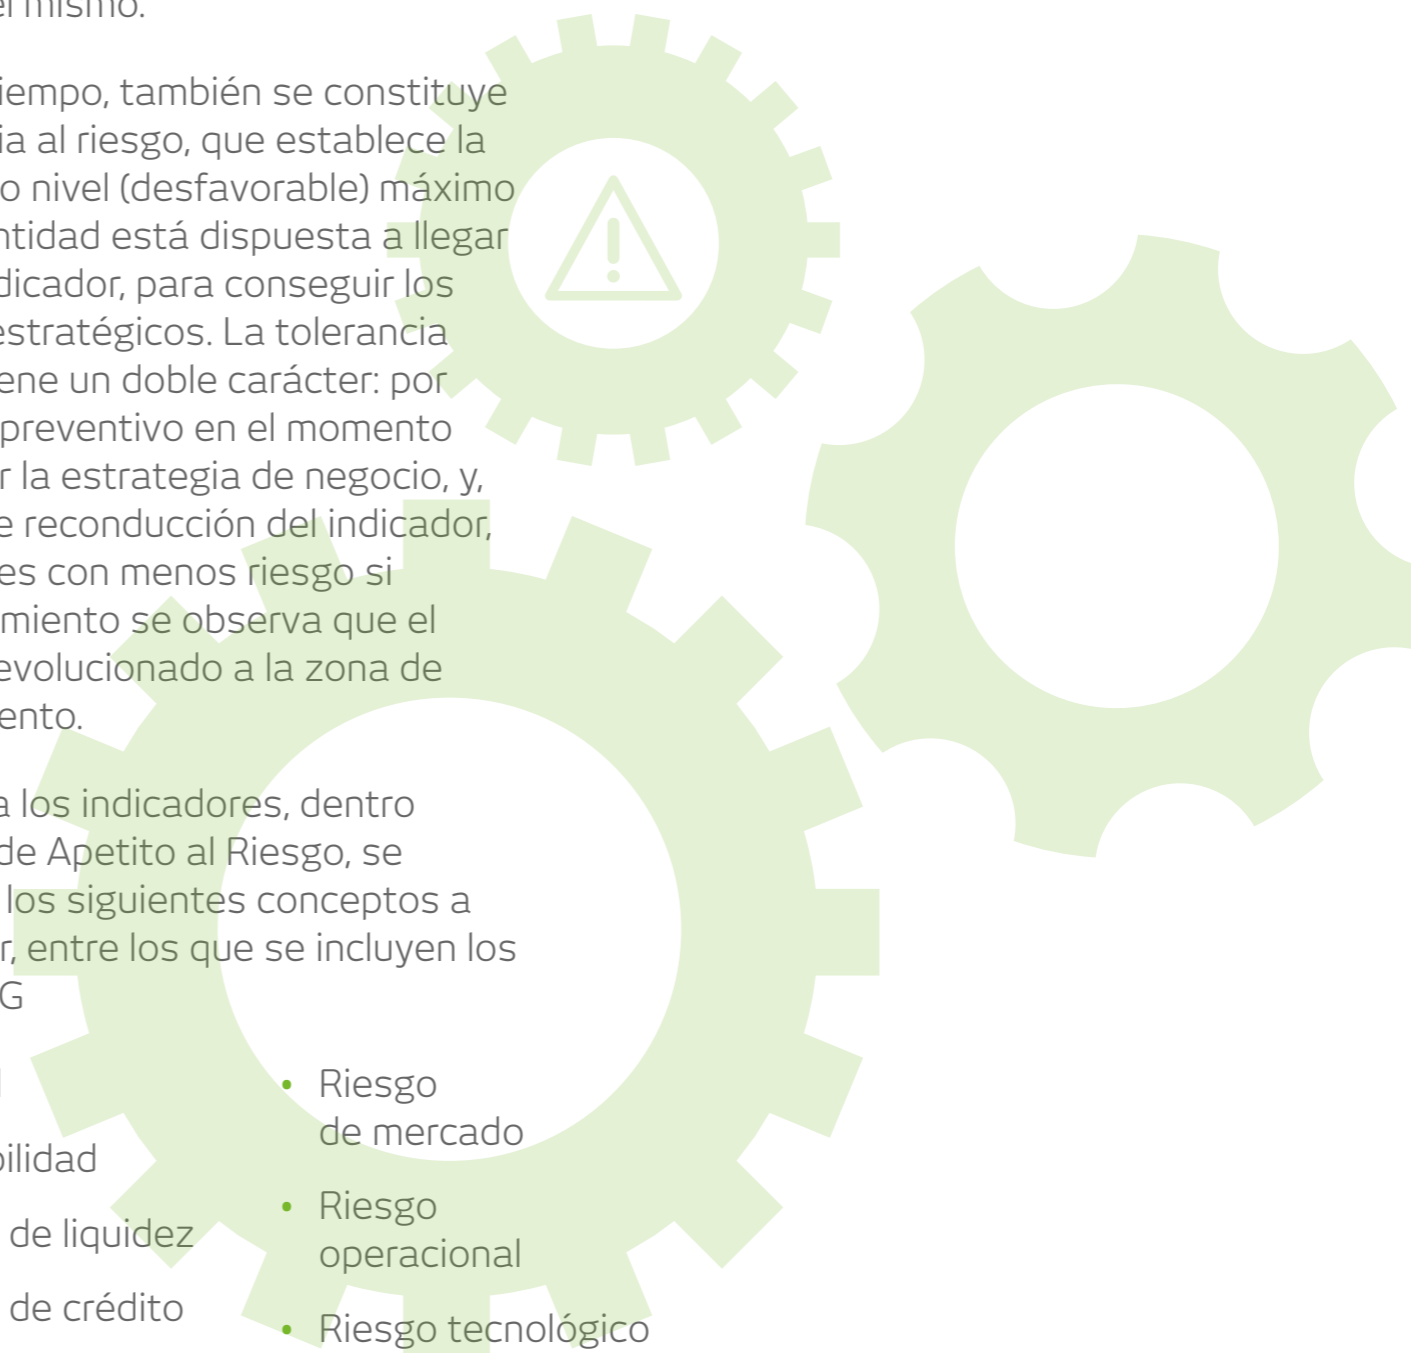 el mismo.
iempo, también se constituye
ia al riesgo, que establece la
o nivel (desfavorable) máximo
ntidad está dispuesta a llegar
dicador, para conseguir los
estratégicos. La tolerancia
ene un doble carácter: por
preventivo en el momento
r la estrategia de negocio, y,
e reconducción del indicador,
es con menos riesgo si
miento se observa que el
evolucionado a la zona de
ento.
a los indicadores, dentro
de Apetito al Riesgo, se
los siguientes conceptos a
r, entre los que se incluyen los
G
l
bilidad
de liquidez
de crédito
• Riesgo
de mercado
• Riesgo
operacional
• Riesgo tecnológico